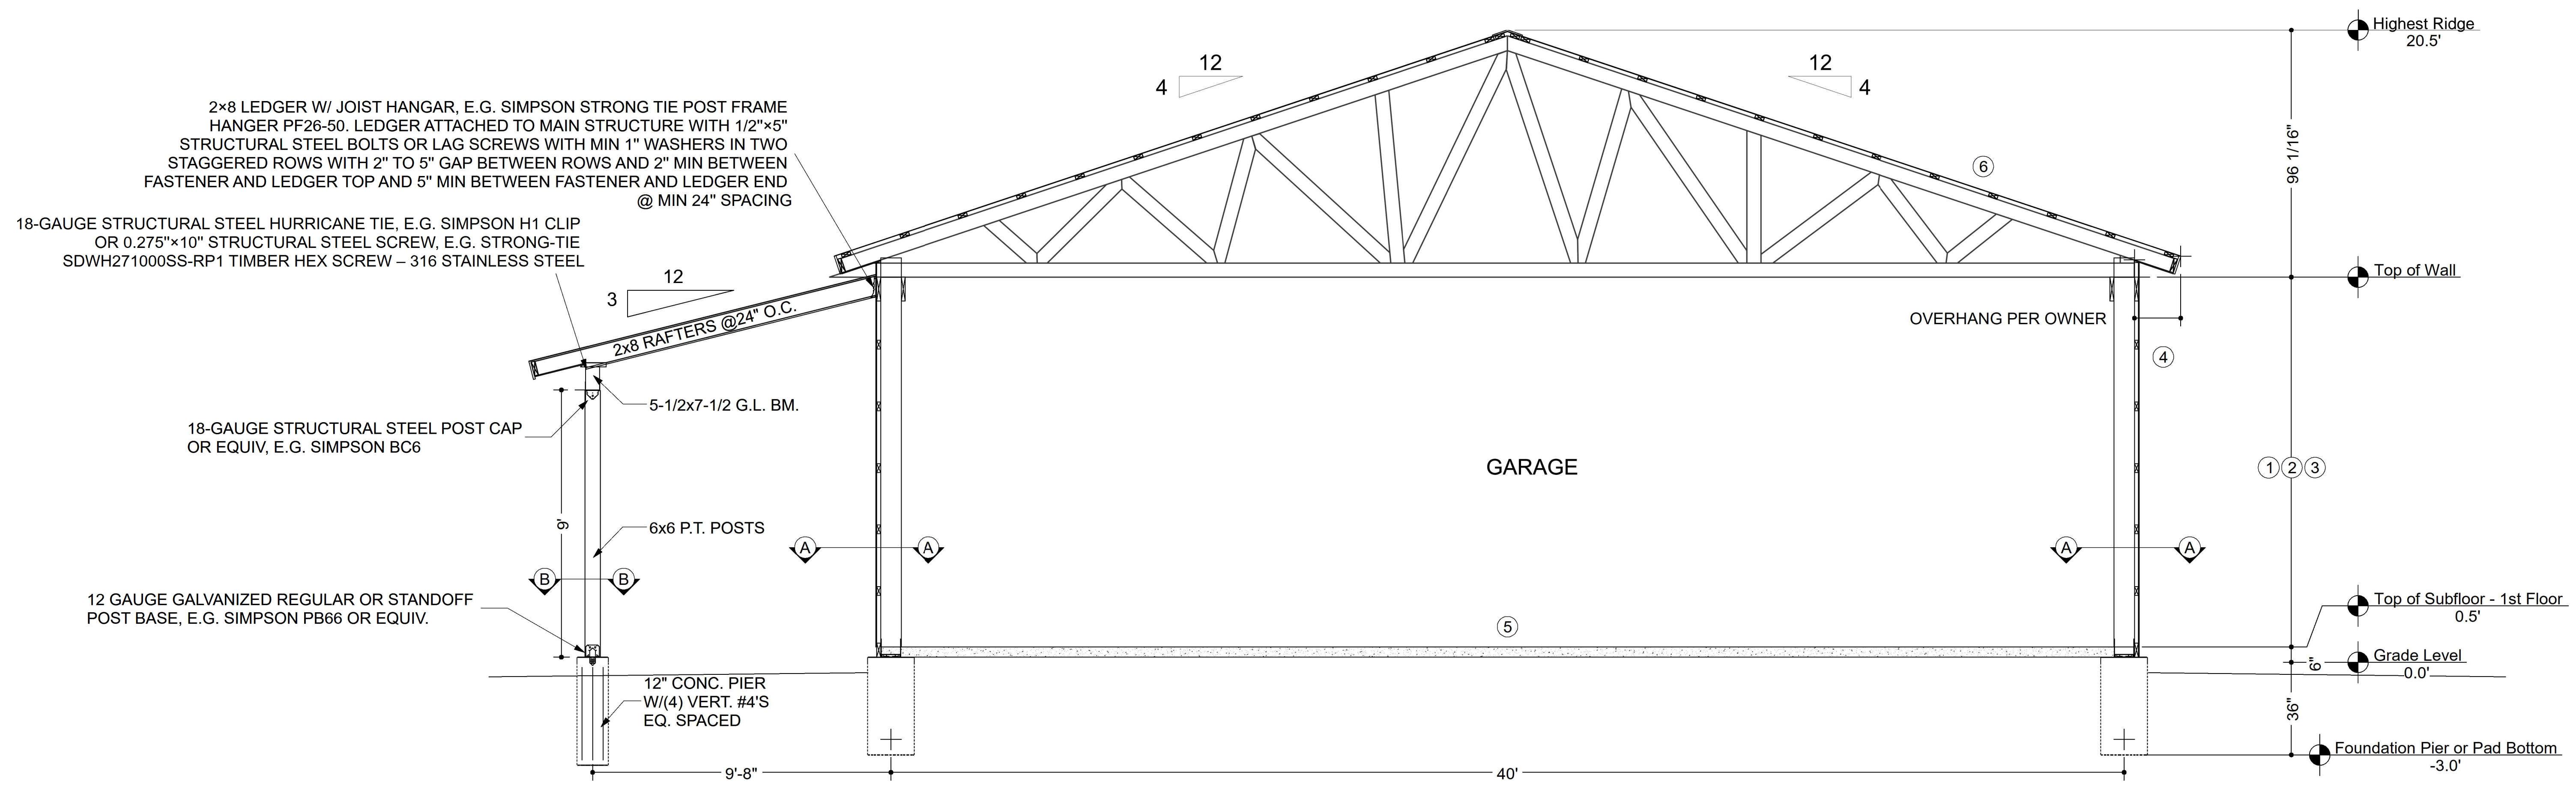 Highest Ridge
20.5'
12
4
12
4
2×8 LEDGER W/ JOIST HANGAR, E.G. SIMPSON STRONG TIE POST FRAME
HANGER PF26-50. LEDGER ATTACHED TO MAIN STRUCTURE WITH 1/2"×5"
STRUCTURAL STEEL BOLTS OR LAG SCREWS WITH MIN 1" WASHERS IN TWO
STAGGERED ROWS WITH 2" TO 5" GAP BETWEEN ROWS AND 2" MIN BETWEEN
FASTENER AND LEDGER TOP AND 5" MIN BETWEEN FASTENER AND LEDGER END
@ MIN 24" SPACING
96 1/16"
6
18-GAUGE STRUCTURAL STEEL HURRICANE TIE, E.G. SIMPSON H1 CLIP
OR 0.275"×10" STRUCTURAL STEEL SCREW, E.G. STRONG-TIE
SDWH271000SS-RP1 TIMBER HEX SCREW – 316 STAINLESS STEEL
12
3
Top of Wall
2x8 RAFTERS @24" O.C.
OVERHANG PER OWNER
4
5-1/2x7-1/2 G.L. BM.
18-GAUGE STRUCTURAL STEEL POST CAP
OR EQUIV, E.G. SIMPSON BC6
GARAGE
1 2 3
9'
6x6 P.T. POSTS
A A
A A
B B
12 GAUGE GALVANIZED REGULAR OR STANDOFF
POST BASE, E.G. SIMPSON PB66 OR EQUIV.
Top of Subfloor - 1st Floor
0.5'
5
Grade Level
0.0'
6"
12" CONC. PIER
W/(4) VERT. #4'S
EQ. SPACED
36"
Foundation Pier or Pad Bottom
-3.0'
9'-8"
40'